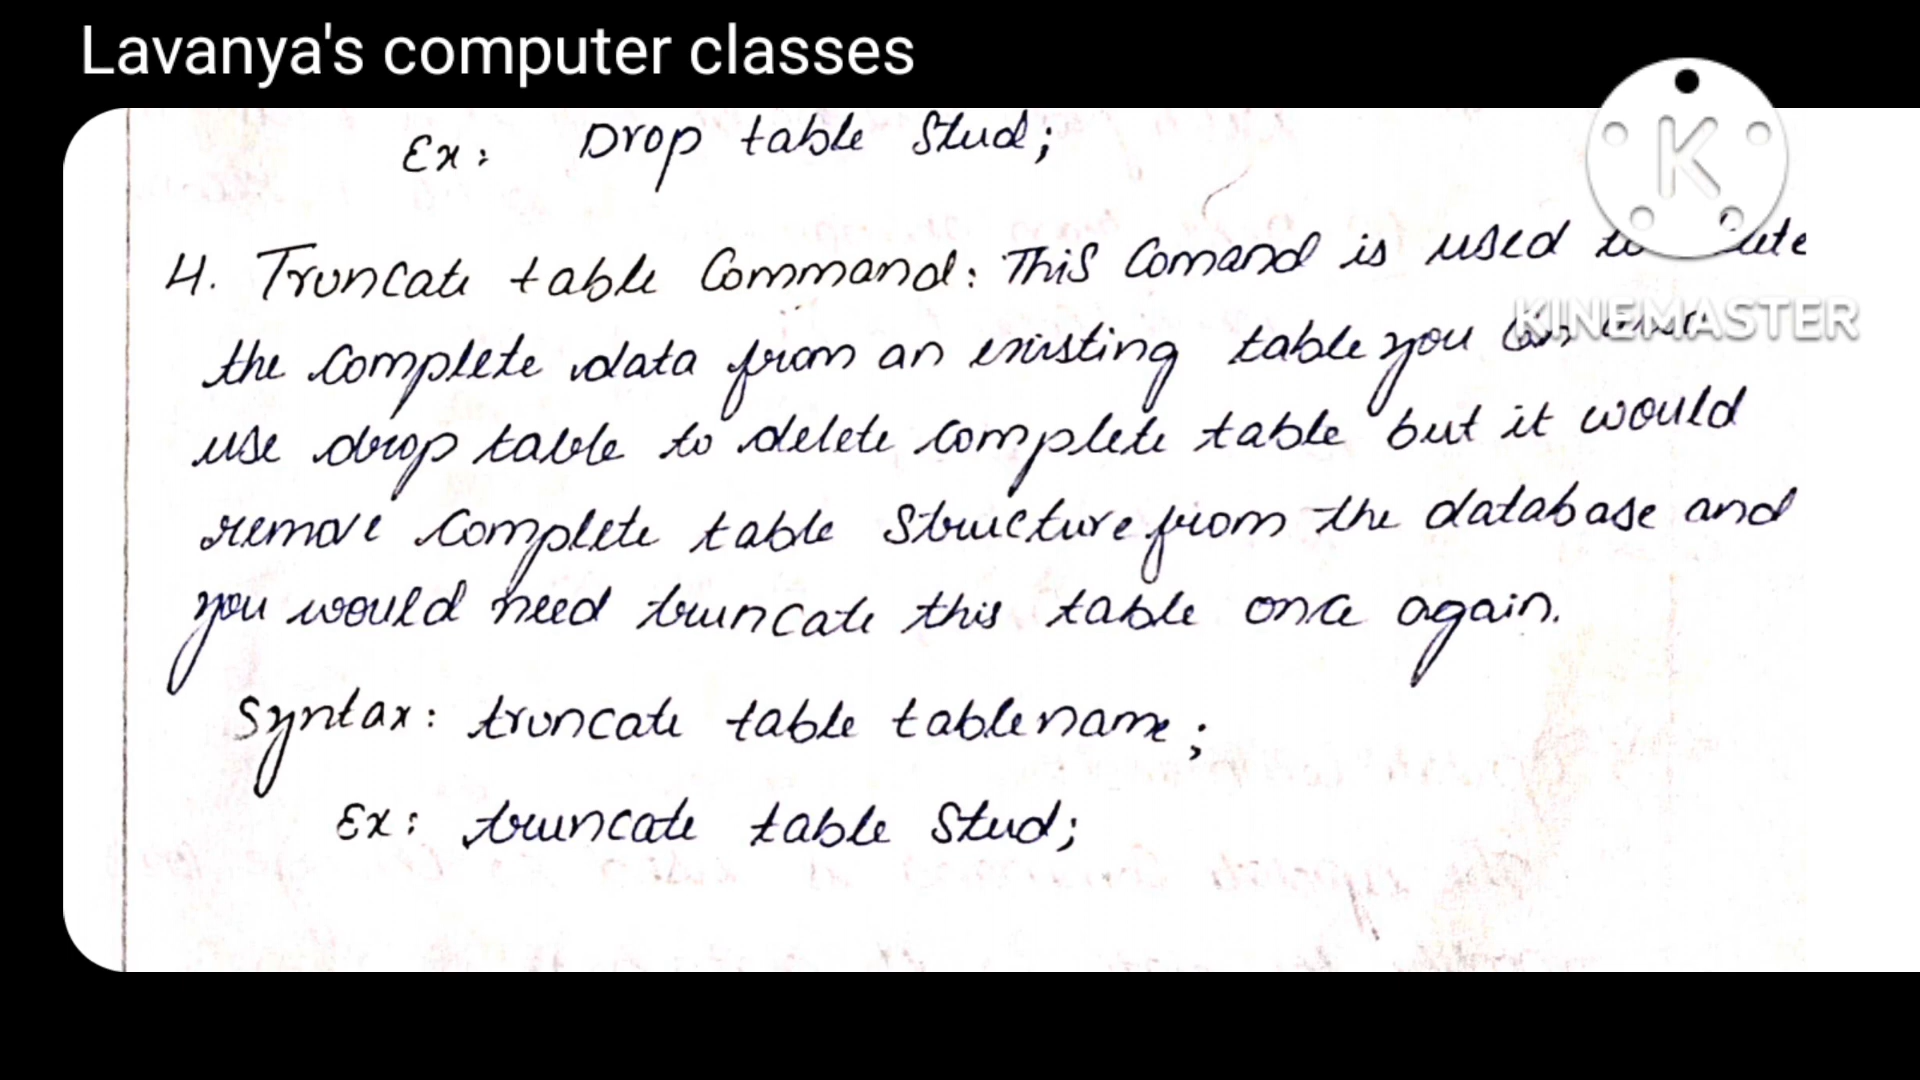 Lavanya's computer classes
Ex: Drop table Stud;
K
4. Truncate table Command: This Comand is used to
KINEMASTER
the complete data from an existing table you can
use drop table to delete complete table but it would
remove complete table structure from the database and
you would need truncate this table once again.
Syntax: truncate table tablename;
Ex: truncate table Stud;